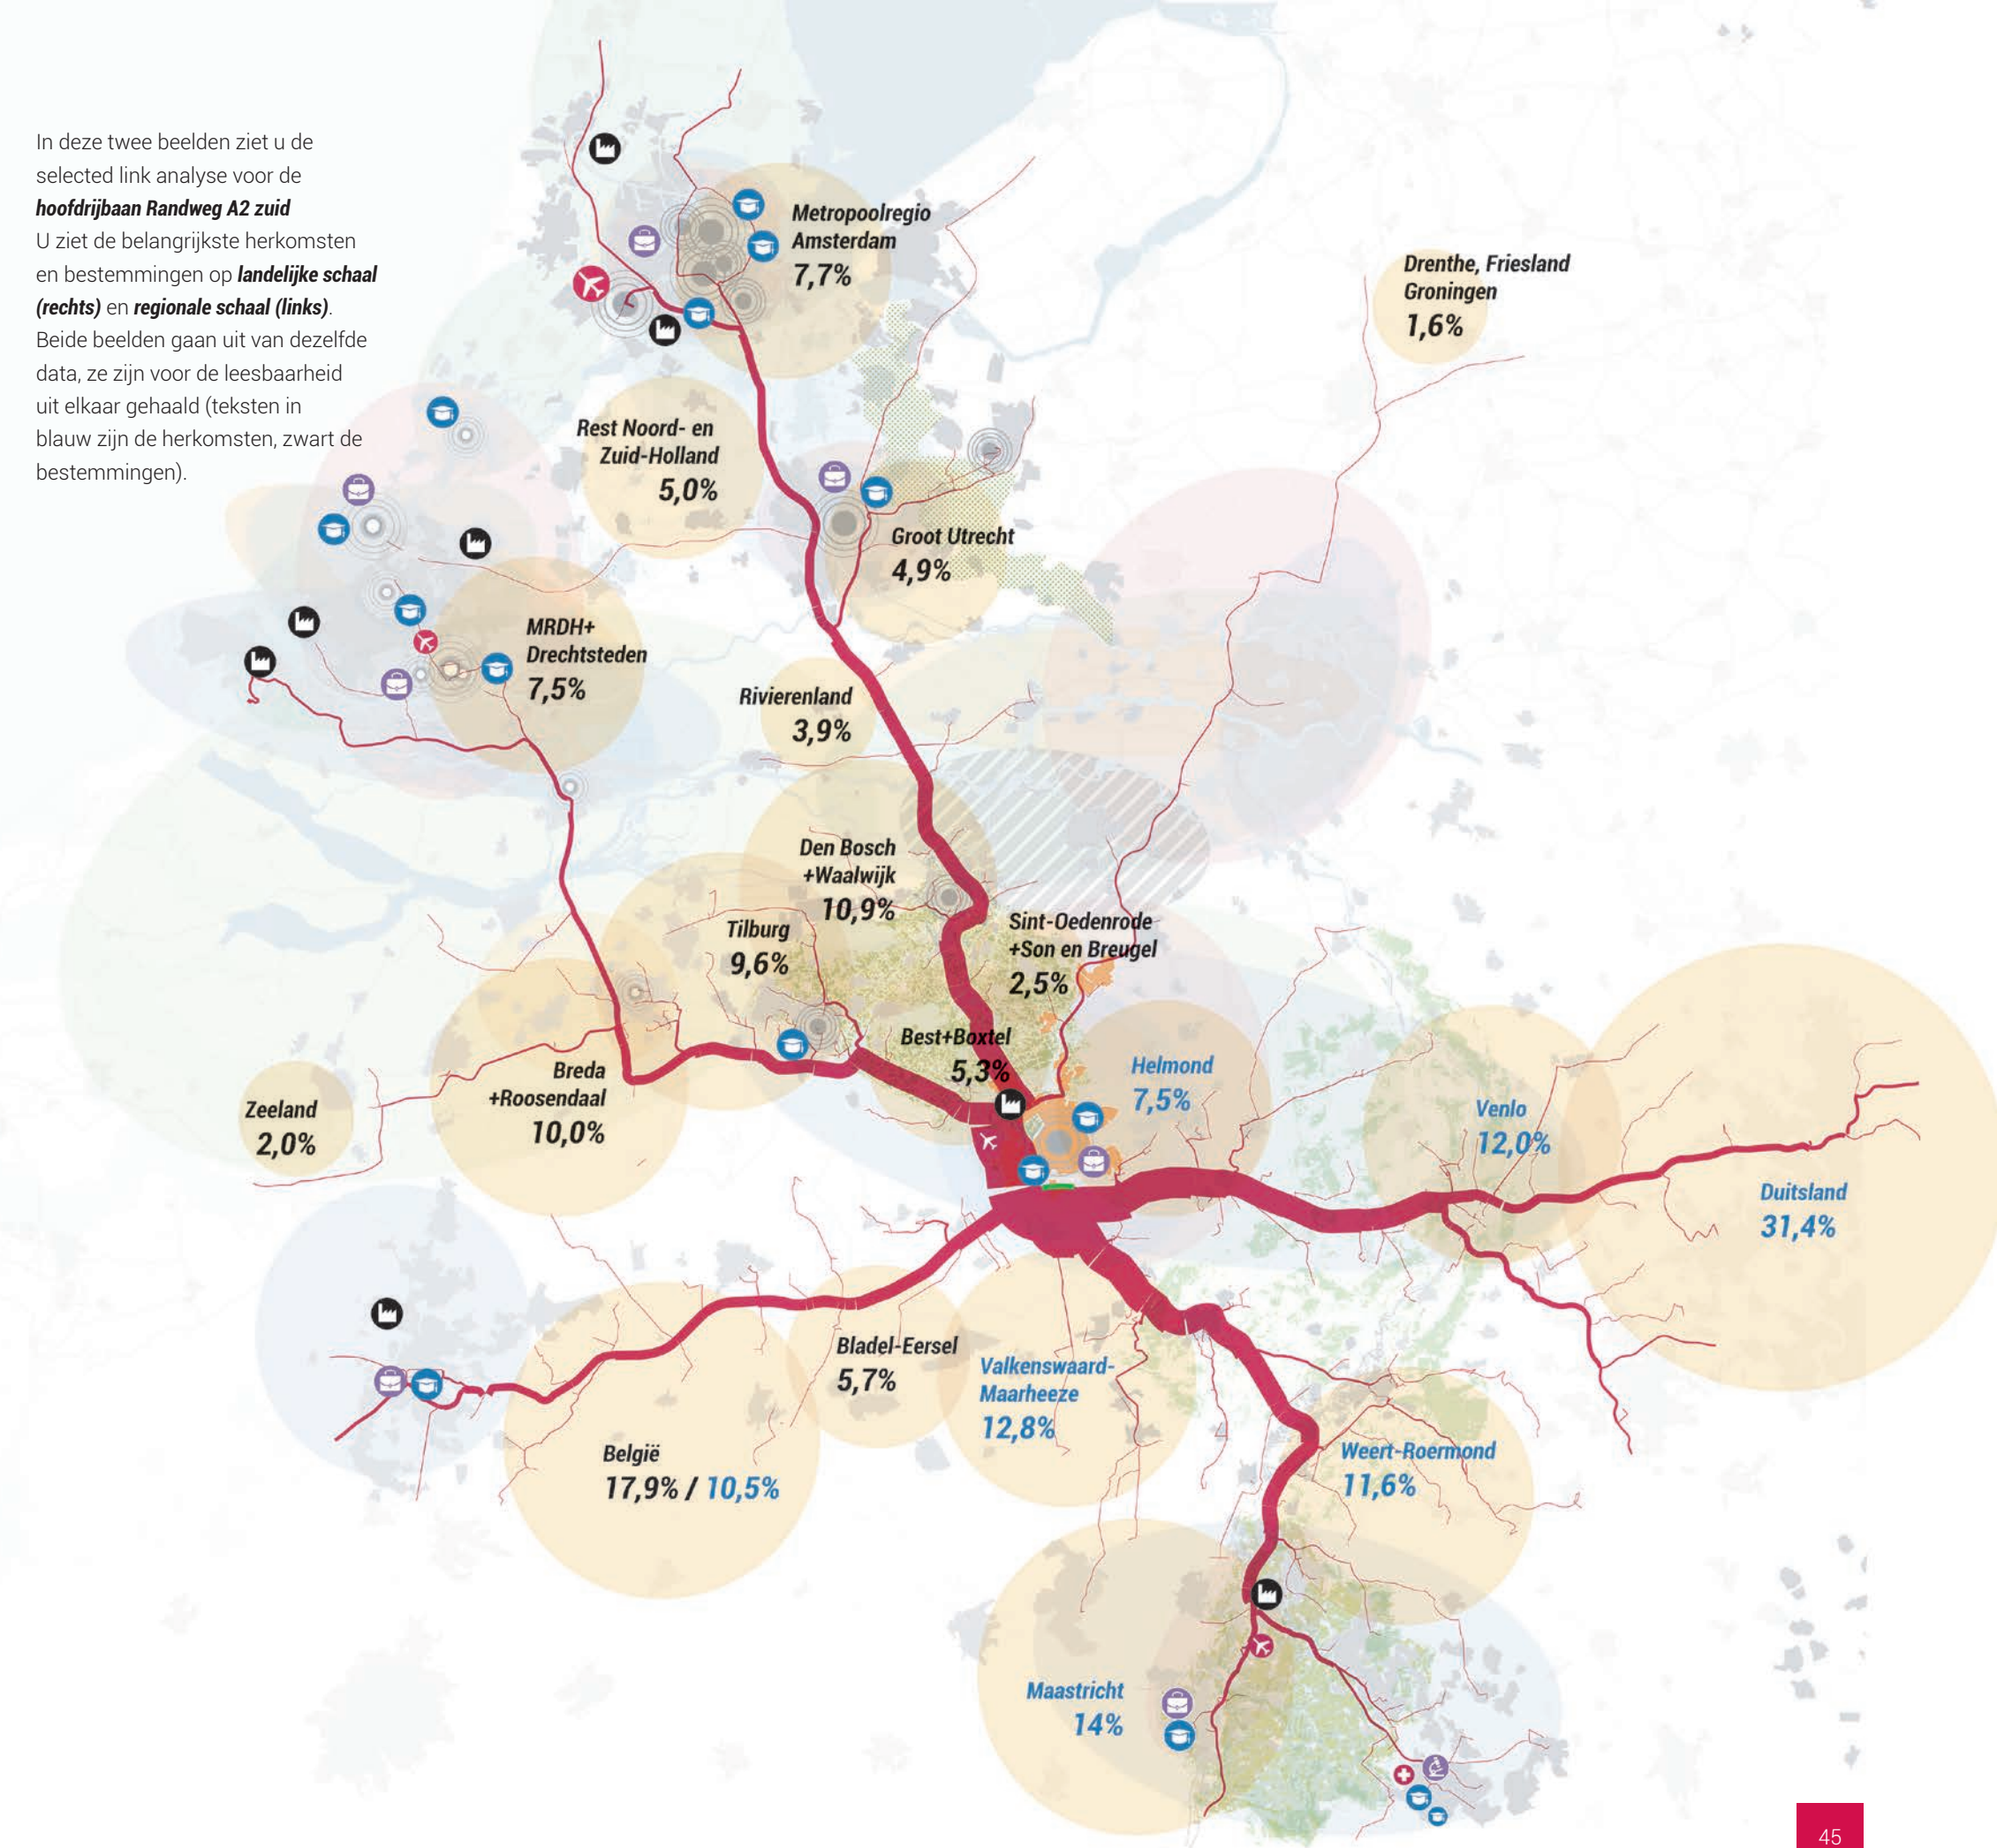 In deze twee beelden ziet u de
selected link analyse voor de
hoofdrijbaan Randweg A2 zuid
U ziet de belangrijkste herkomsten
en bestemmingen op landelijke schaal
(rechts) en regionale schaal (links).
Beide beelden gaan uit van dezelfde
data, ze zijn voor de leesbaarheid
uit elkaar gehaald (teksten in
blauw zijn de herkomsten, zwart de
bestemmingen).
Metropoolregio
Amsterdam
7,7%
Drenthe, Friesland
Groningen
1,6%
Rest Noord- en
Zuid-Holland
5,0%
Groot Utrecht
4,9%
MRDH+
Drechtsteden
7,5%
Rivierenland
3,9%
Den Bosch
+Waalwijk
10,9%
Tilburg
9,6%
Sint-Oedenrode
+Son en Breugel
2,5%
Best+Boxtel
5,3%
Helmond
7,5%
Breda
+Roosendaal
10,0%
Zeeland
2,0%
Venlo
12,0%
Duitsland
31,4%
Bladel-Eersel
5,7%
Valkenswaard-
Maarheeze
12,8%
België
17,9% / 10,5%
Weert-Roermond
11,6%
Maastricht
14%
45